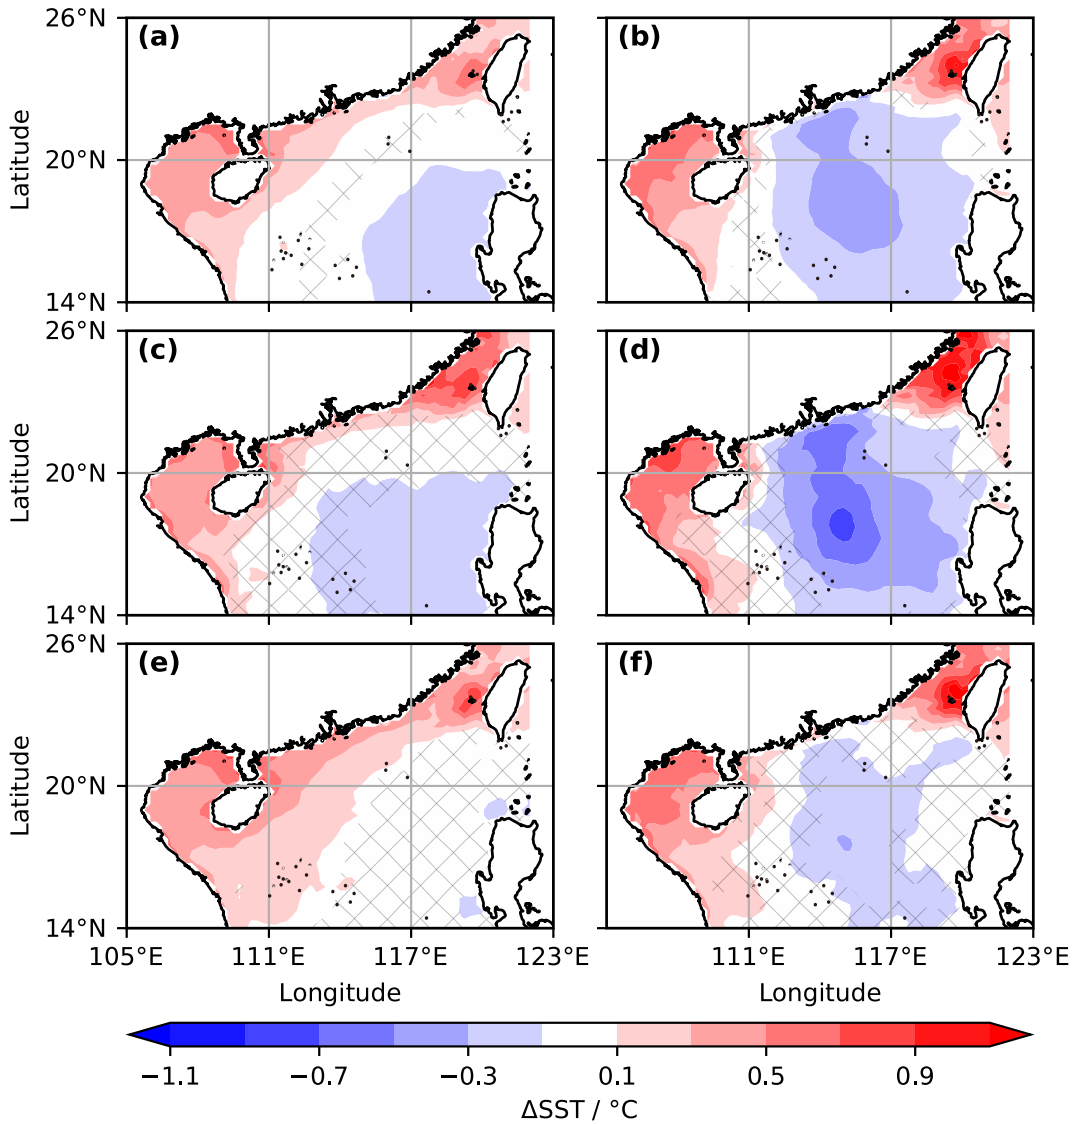 26°N
(a)
(b)
Latitude
20°N
14°N
26°N
(c)
(d)
Latitude
20°N
14°N
26°N
(e)
(f)
Latitude
20°N
14°N
105°E 111°E 117°E 123°E 111°E 117°E 123°E
Longitude Longitude
−1.1 −0.7 −0.3 0.1 0.5 0.9
ΔSST / °C